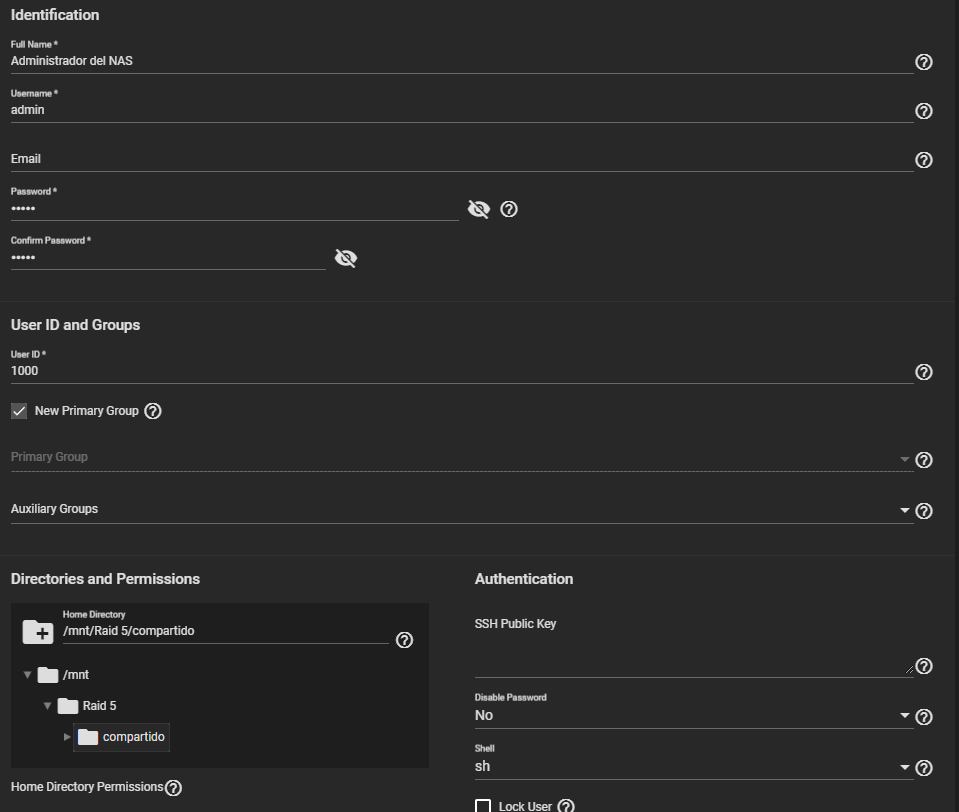 Identification
Full Name *
Administrador del NAS
Username *
admin
Email
Password *
•••••
Confirm Password *
•••••
User ID and Groups
User ID *
1000
New Primary Group
Primary Group
Auxiliary Groups
Directories and Permissions
Home Directory
/mnt/Raid 5/compartido
/mnt
Raid 5
compartido
Home Directory Permissions
Authentication
SSH Public Key
Disable Password
No
Shell
sh
Lock User